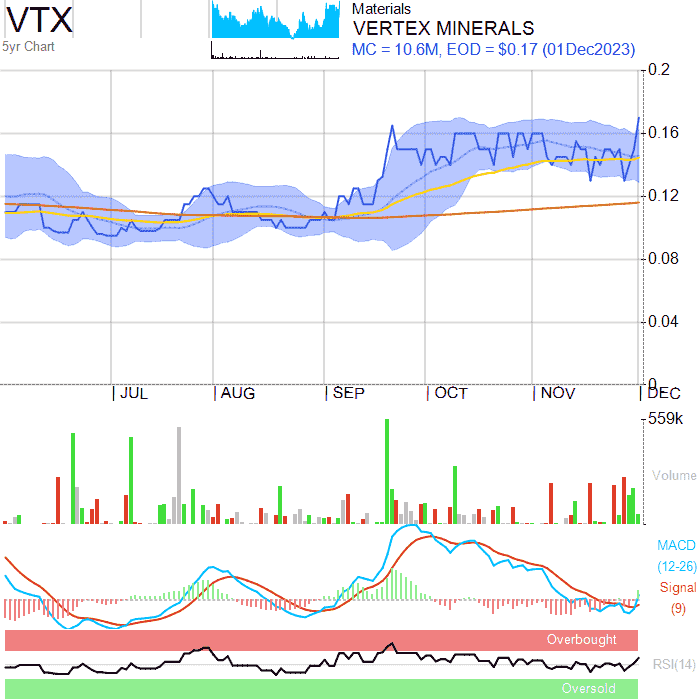 VTX
5yr Chart
Materials
VERTEX MINERALS
MC = 10.6M, EOD = $0.17 (01Dec2023)
0.2
0.16
0.12
0.08
0.04
0
JUL AUG SEP OCT NOV DEC
559k
Volume
MACD
(12-26)
Signal
(9)
Overbought
RSI(14)
Oversold